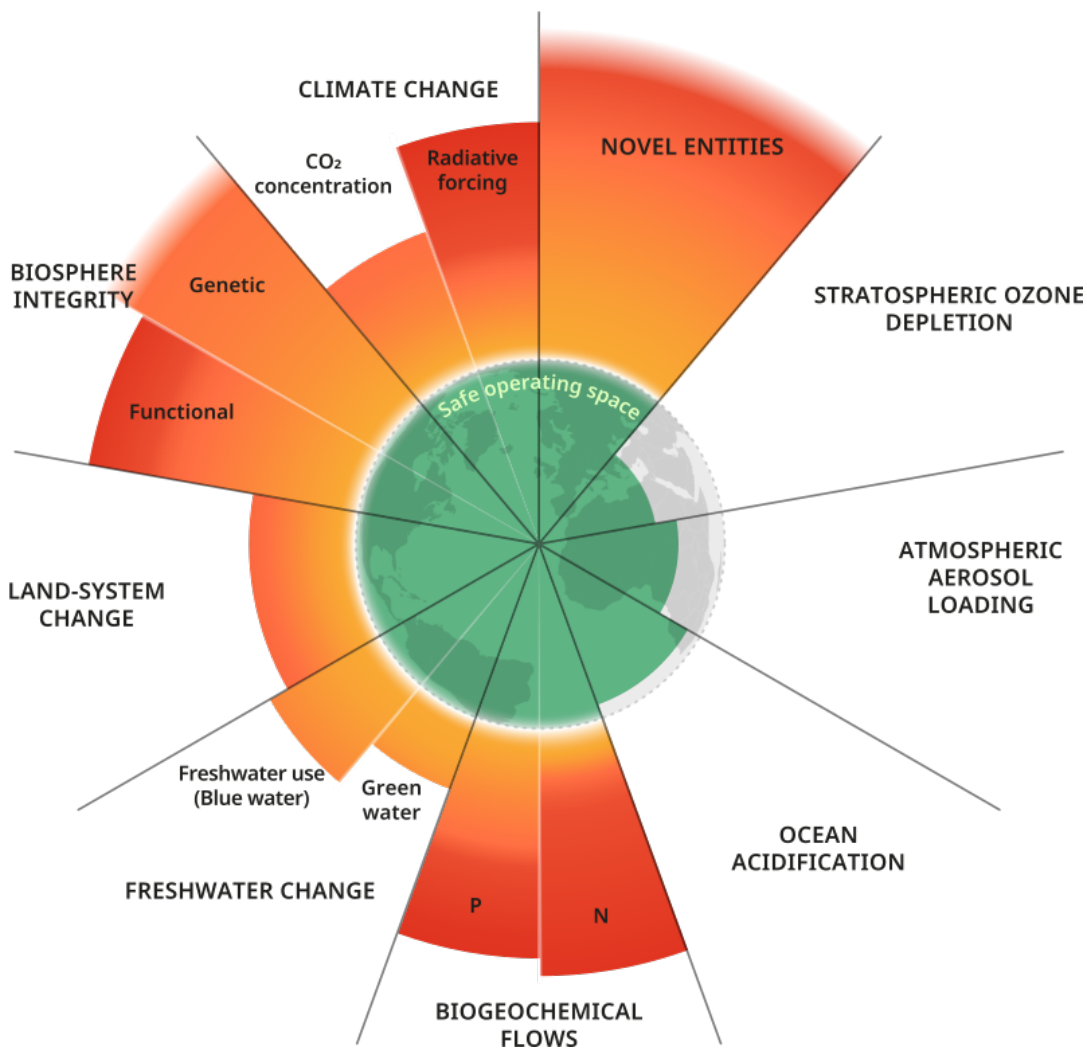 CLIMATE CHANGE
CO₂
concentration
Radiative
forcing
NOVEL ENTITIES
BIOSPHERE
INTEGRITY
Genetic
Functional
STRATOSPHERIC OZONE
DEPLETION
Safe operating space
LAND-SYSTEM
CHANGE
ATMOSPHERIC
AEROSOL
LOADING
Freshwater use
(Blue water)
Green
water
FRESHWATER CHANGE
OCEAN
ACIDIFICATION
P
N
BIOGEOCHEMICAL
FLOWS